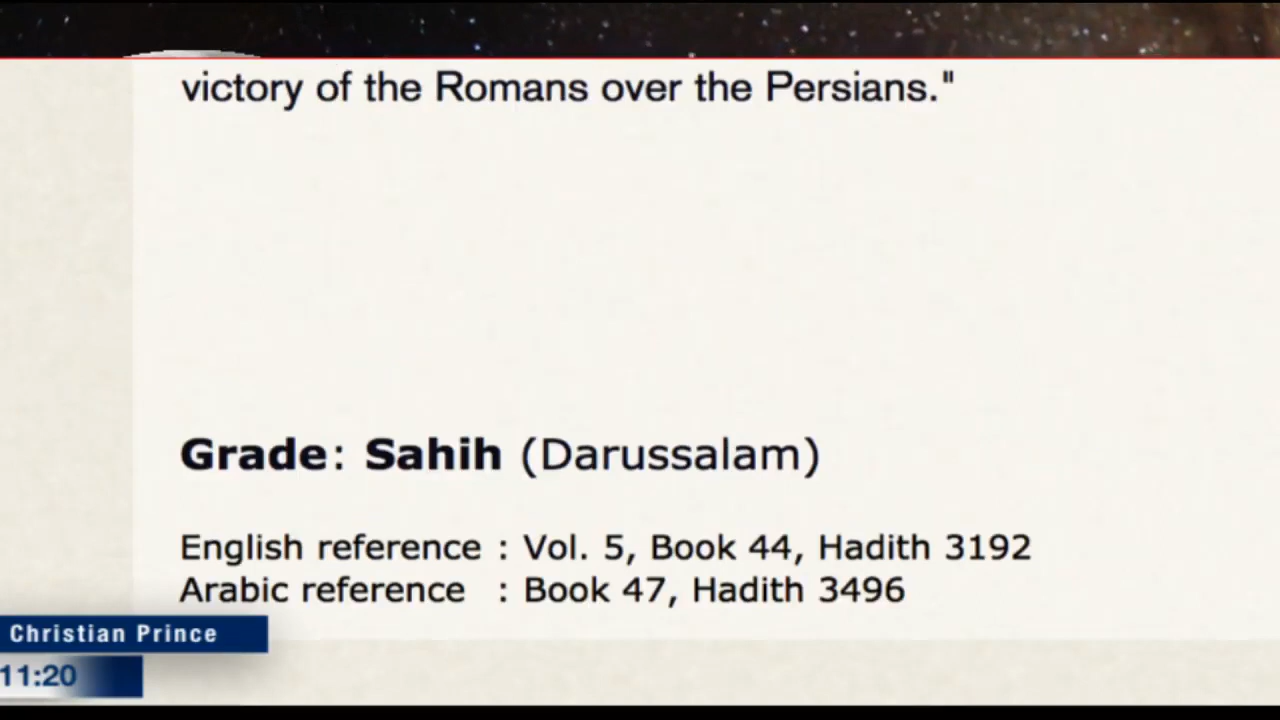 victory of the Romans over the Persians."
Grade: Sahih (Darussalam)
English reference : Vol. 5, Book 44, Hadith 3192
Arabic reference : Book 47, Hadith 3496
Christian Prince
11:20